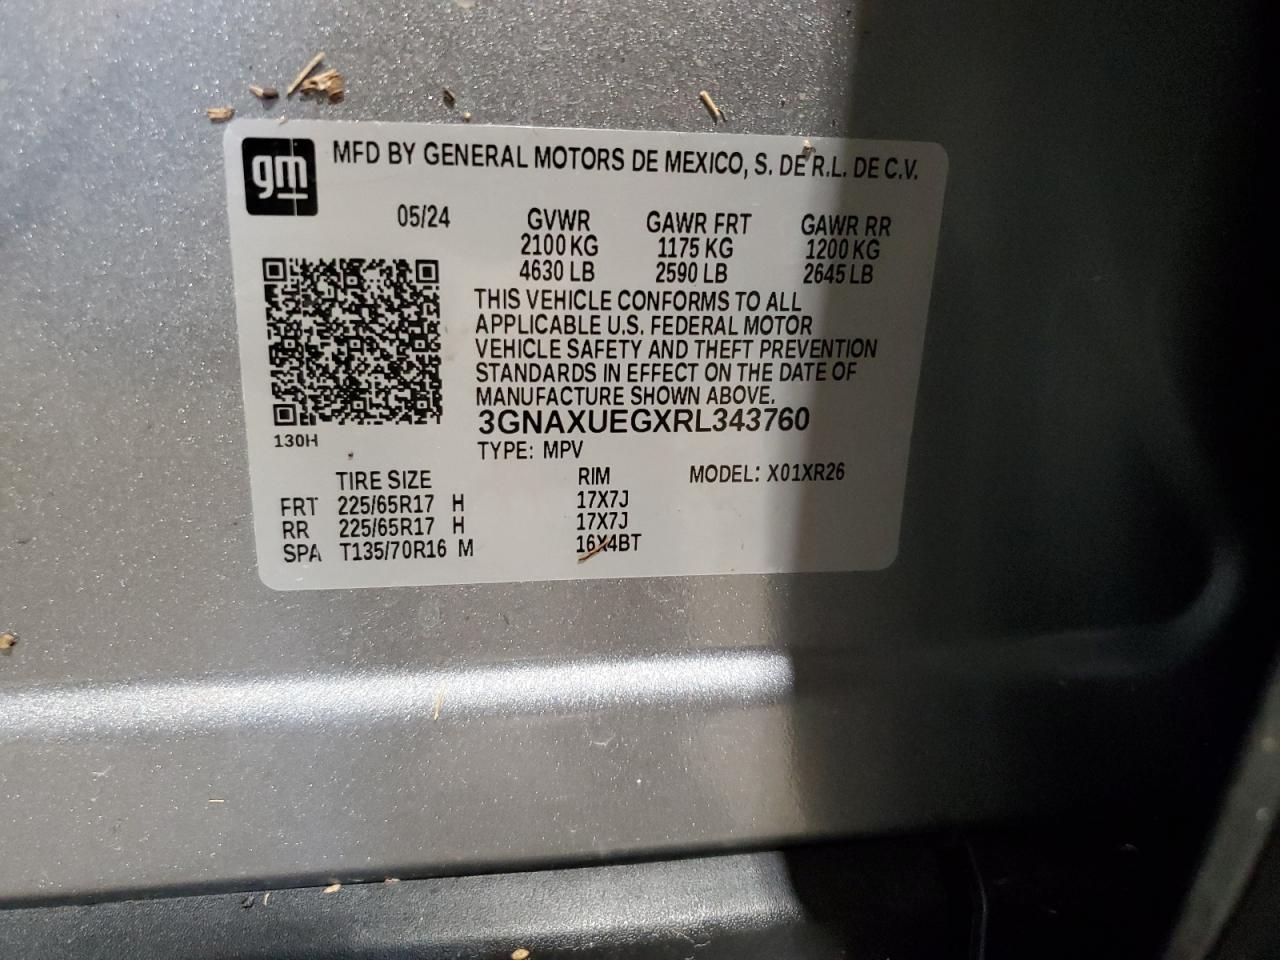 gm
MFD BY GENERAL MOTORS DE MEXICO, S. DE R.L. DE C.V.
05/24 GVWR GAWR FRT GAWR RR
2100 KG 1175 KG 1200 KG
4630 LB 2590 LB 2645 LB
THIS VEHICLE CONFORMS TO ALL
APPLICABLE U.S. FEDERAL MOTOR
VEHICLE SAFETY AND THEFT PREVENTION
STANDARDS IN EFFECT ON THE DATE OF
MANUFACTURE SHOWN ABOVE.
3GNAXUEGXRL343760
130H
TYPE: MPV
TIRE SIZE RIM MODEL: X01XR26
FRT 225/65R17 H 17X7J
RR 225/65R17 H 17X7J
SPA T135/70R16 M 16X4BT